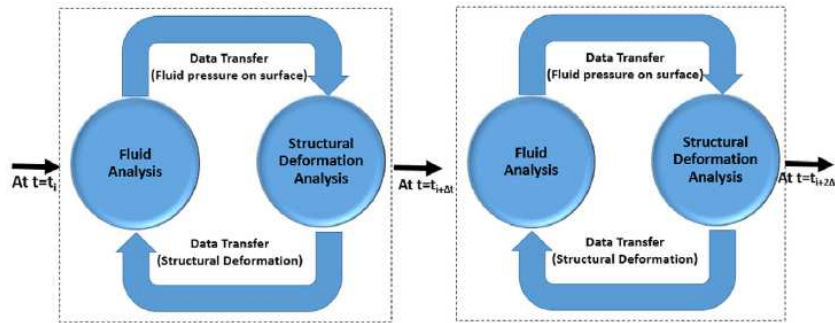 Data Transfer
(Fluid pressure on surface)
Fluid
Analysis
Structural
Deformation
Analysis
At t=ti
Data Transfer
(Structural Deformation)
At t=ti+Δt
Data Transfer
(Fluid pressure on surface)
Fluid
Analysis
Structural
Deformation
Analysis
Data Transfer
(Structural Deformation)
At t=ti+2Δ